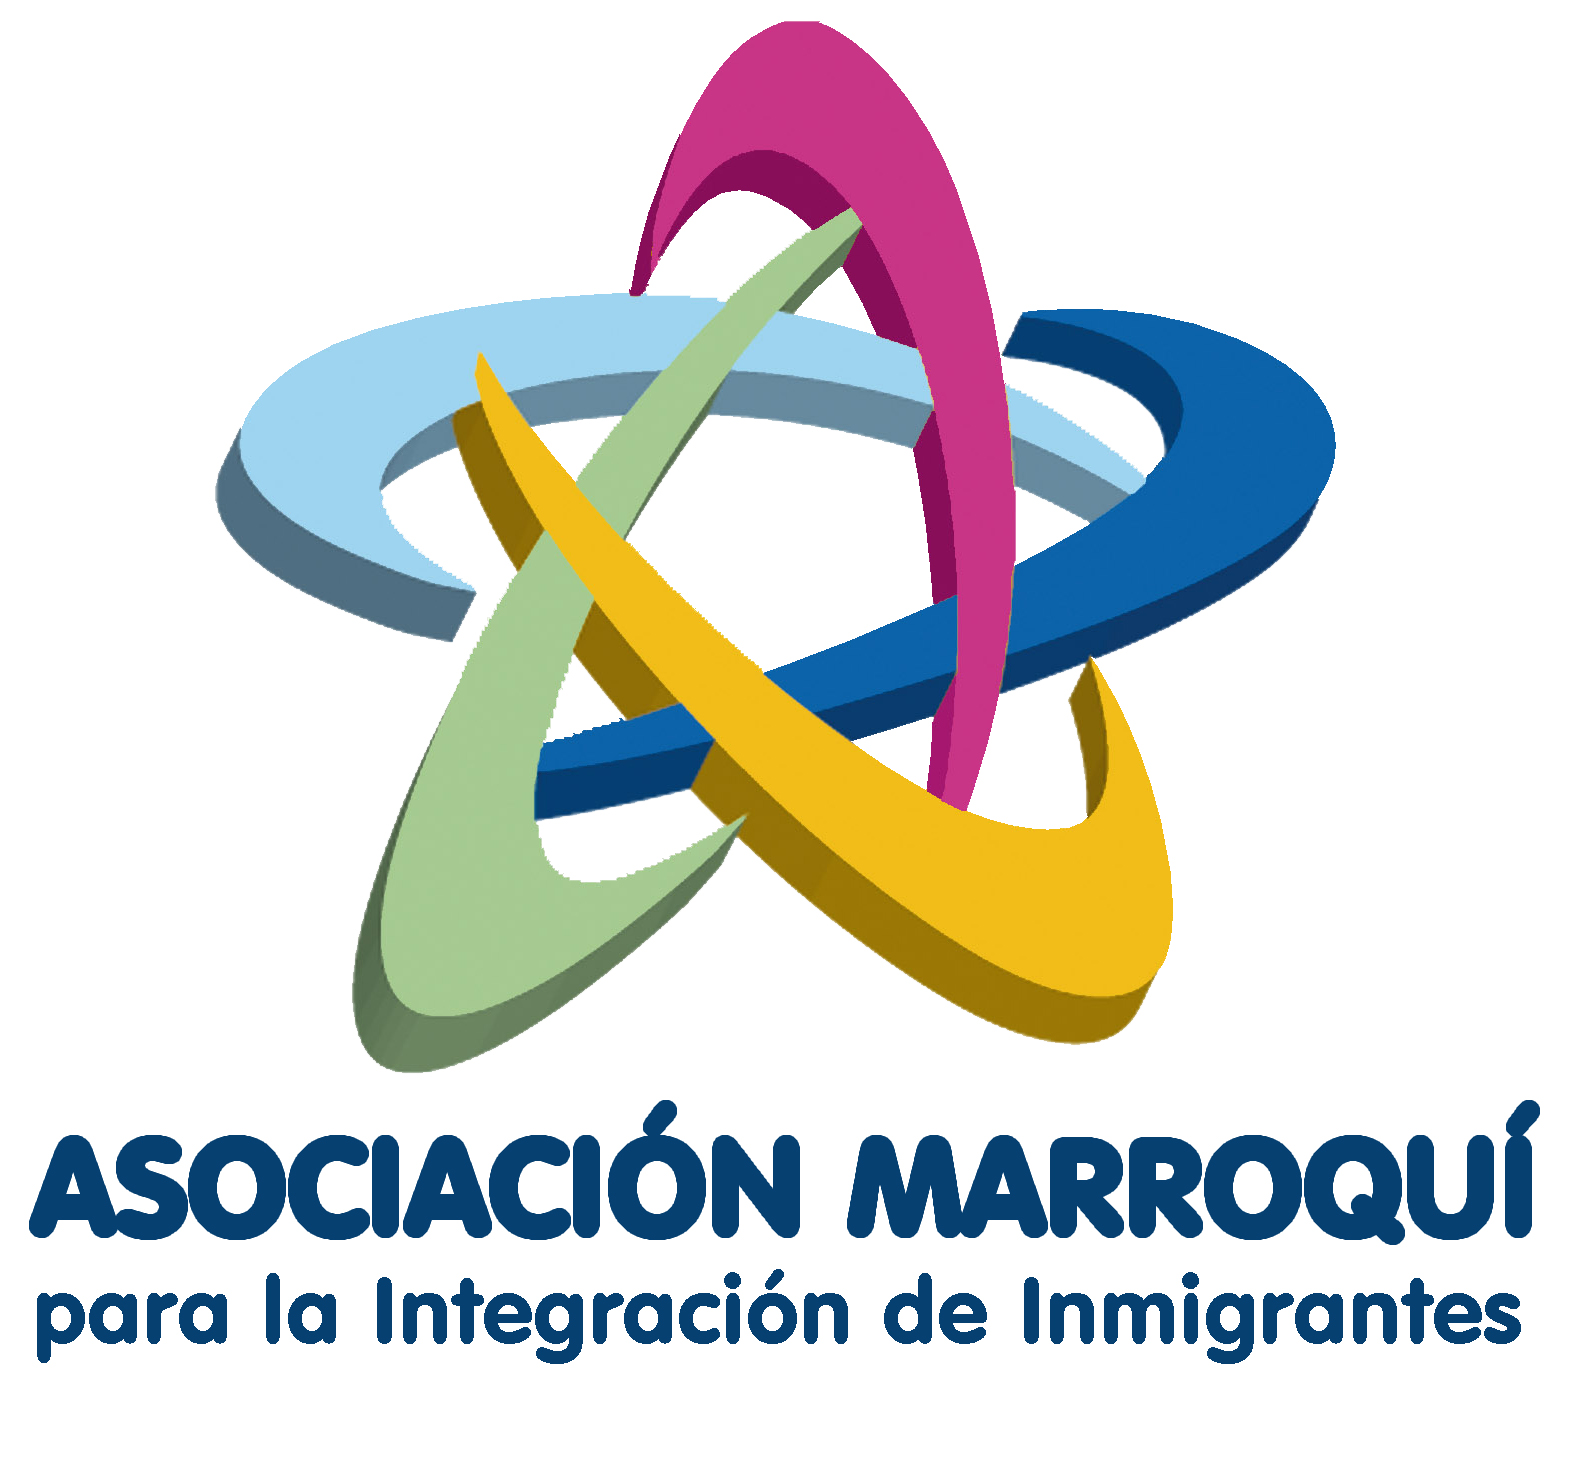 ASOCIACIÓN MARROQUÍ
para la Integración de Inmigrantes